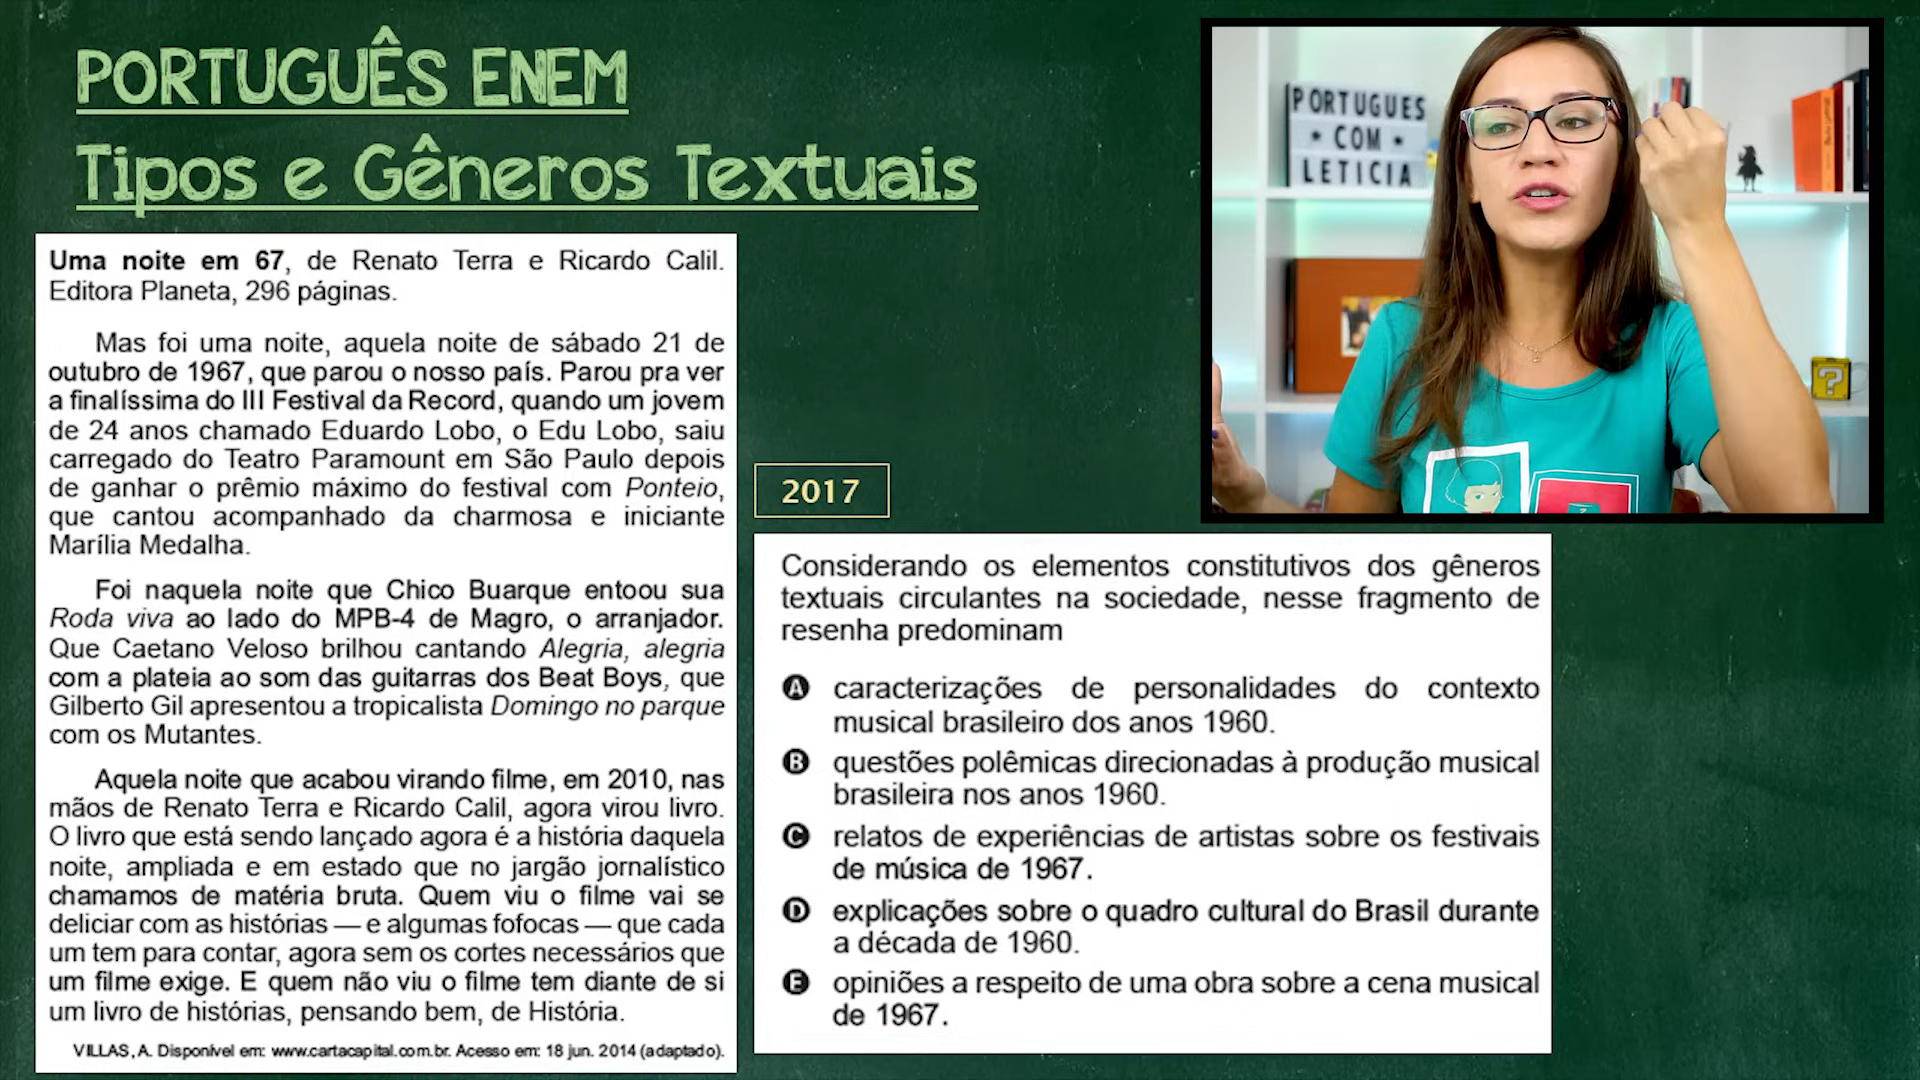 PORTUGUÊS ENEM
Tipos e Gêneros Textuais
PORTUGUES
• COM •
LETICIA
Uma noite em 67, de Renato Terra e Ricardo Calil.
Editora Planeta, 296 páginas.
Mas foi uma noite, aquela noite de sábado 21 de
outubro de 1967, que parou o nosso país. Parou pra ver
a finalíssima do III Festival da Record, quando um jovem
de 24 anos chamado Eduardo Lobo, o Edu Lobo, saiu
carregado do Teatro Paramount em São Paulo depois
de ganhar o prêmio máximo do festival com Ponteio,
que cantou acompanhado da charmosa e iniciante
Marília Medalha.
Foi naquela noite que Chico Buarque entoou sua
Roda viva ao lado do MPB-4 de Magro, o arranjador.
Que Caetano Veloso brilhou cantando Alegria, alegria
com a plateia ao som das guitarras dos Beat Boys, que
Gilberto Gil apresentou a tropicalista Domingo no parque
com os Mutantes.
Aquela noite que acabou virando filme, em 2010, nas
mãos de Renato Terra e Ricardo Calil, agora virou livro.
O livro que está sendo lançado agora é a história daquela
noite, ampliada e em estado que no jargão jornalístico
chamamos de matéria bruta. Quem viu o filme vai se
deliciar com as histórias — e algumas fofocas — que cada
um tem para contar, agora sem os cortes necessários que
um filme exige. E quem não viu o filme tem diante de si
um livro de histórias, pensando bem, de História.
VILLAS, A. Disponível em: www.cartacapital.com.br. Acesso em: 18 jun. 2014 (adaptado).
2017
Considerando os elementos constitutivos dos gêneros
textuais circulantes na sociedade, nesse fragmento de
resenha predominam
A caracterizações de personalidades do contexto
musical brasileiro dos anos 1960.
B questões polêmicas direcionadas à produção musical
brasileira nos anos 1960.
C relatos de experiências de artistas sobre os festivais
de música de 1967.
D explicações sobre o quadro cultural do Brasil durante
a década de 1960.
E opiniões a respeito de uma obra sobre a cena musical
de 1967.
?